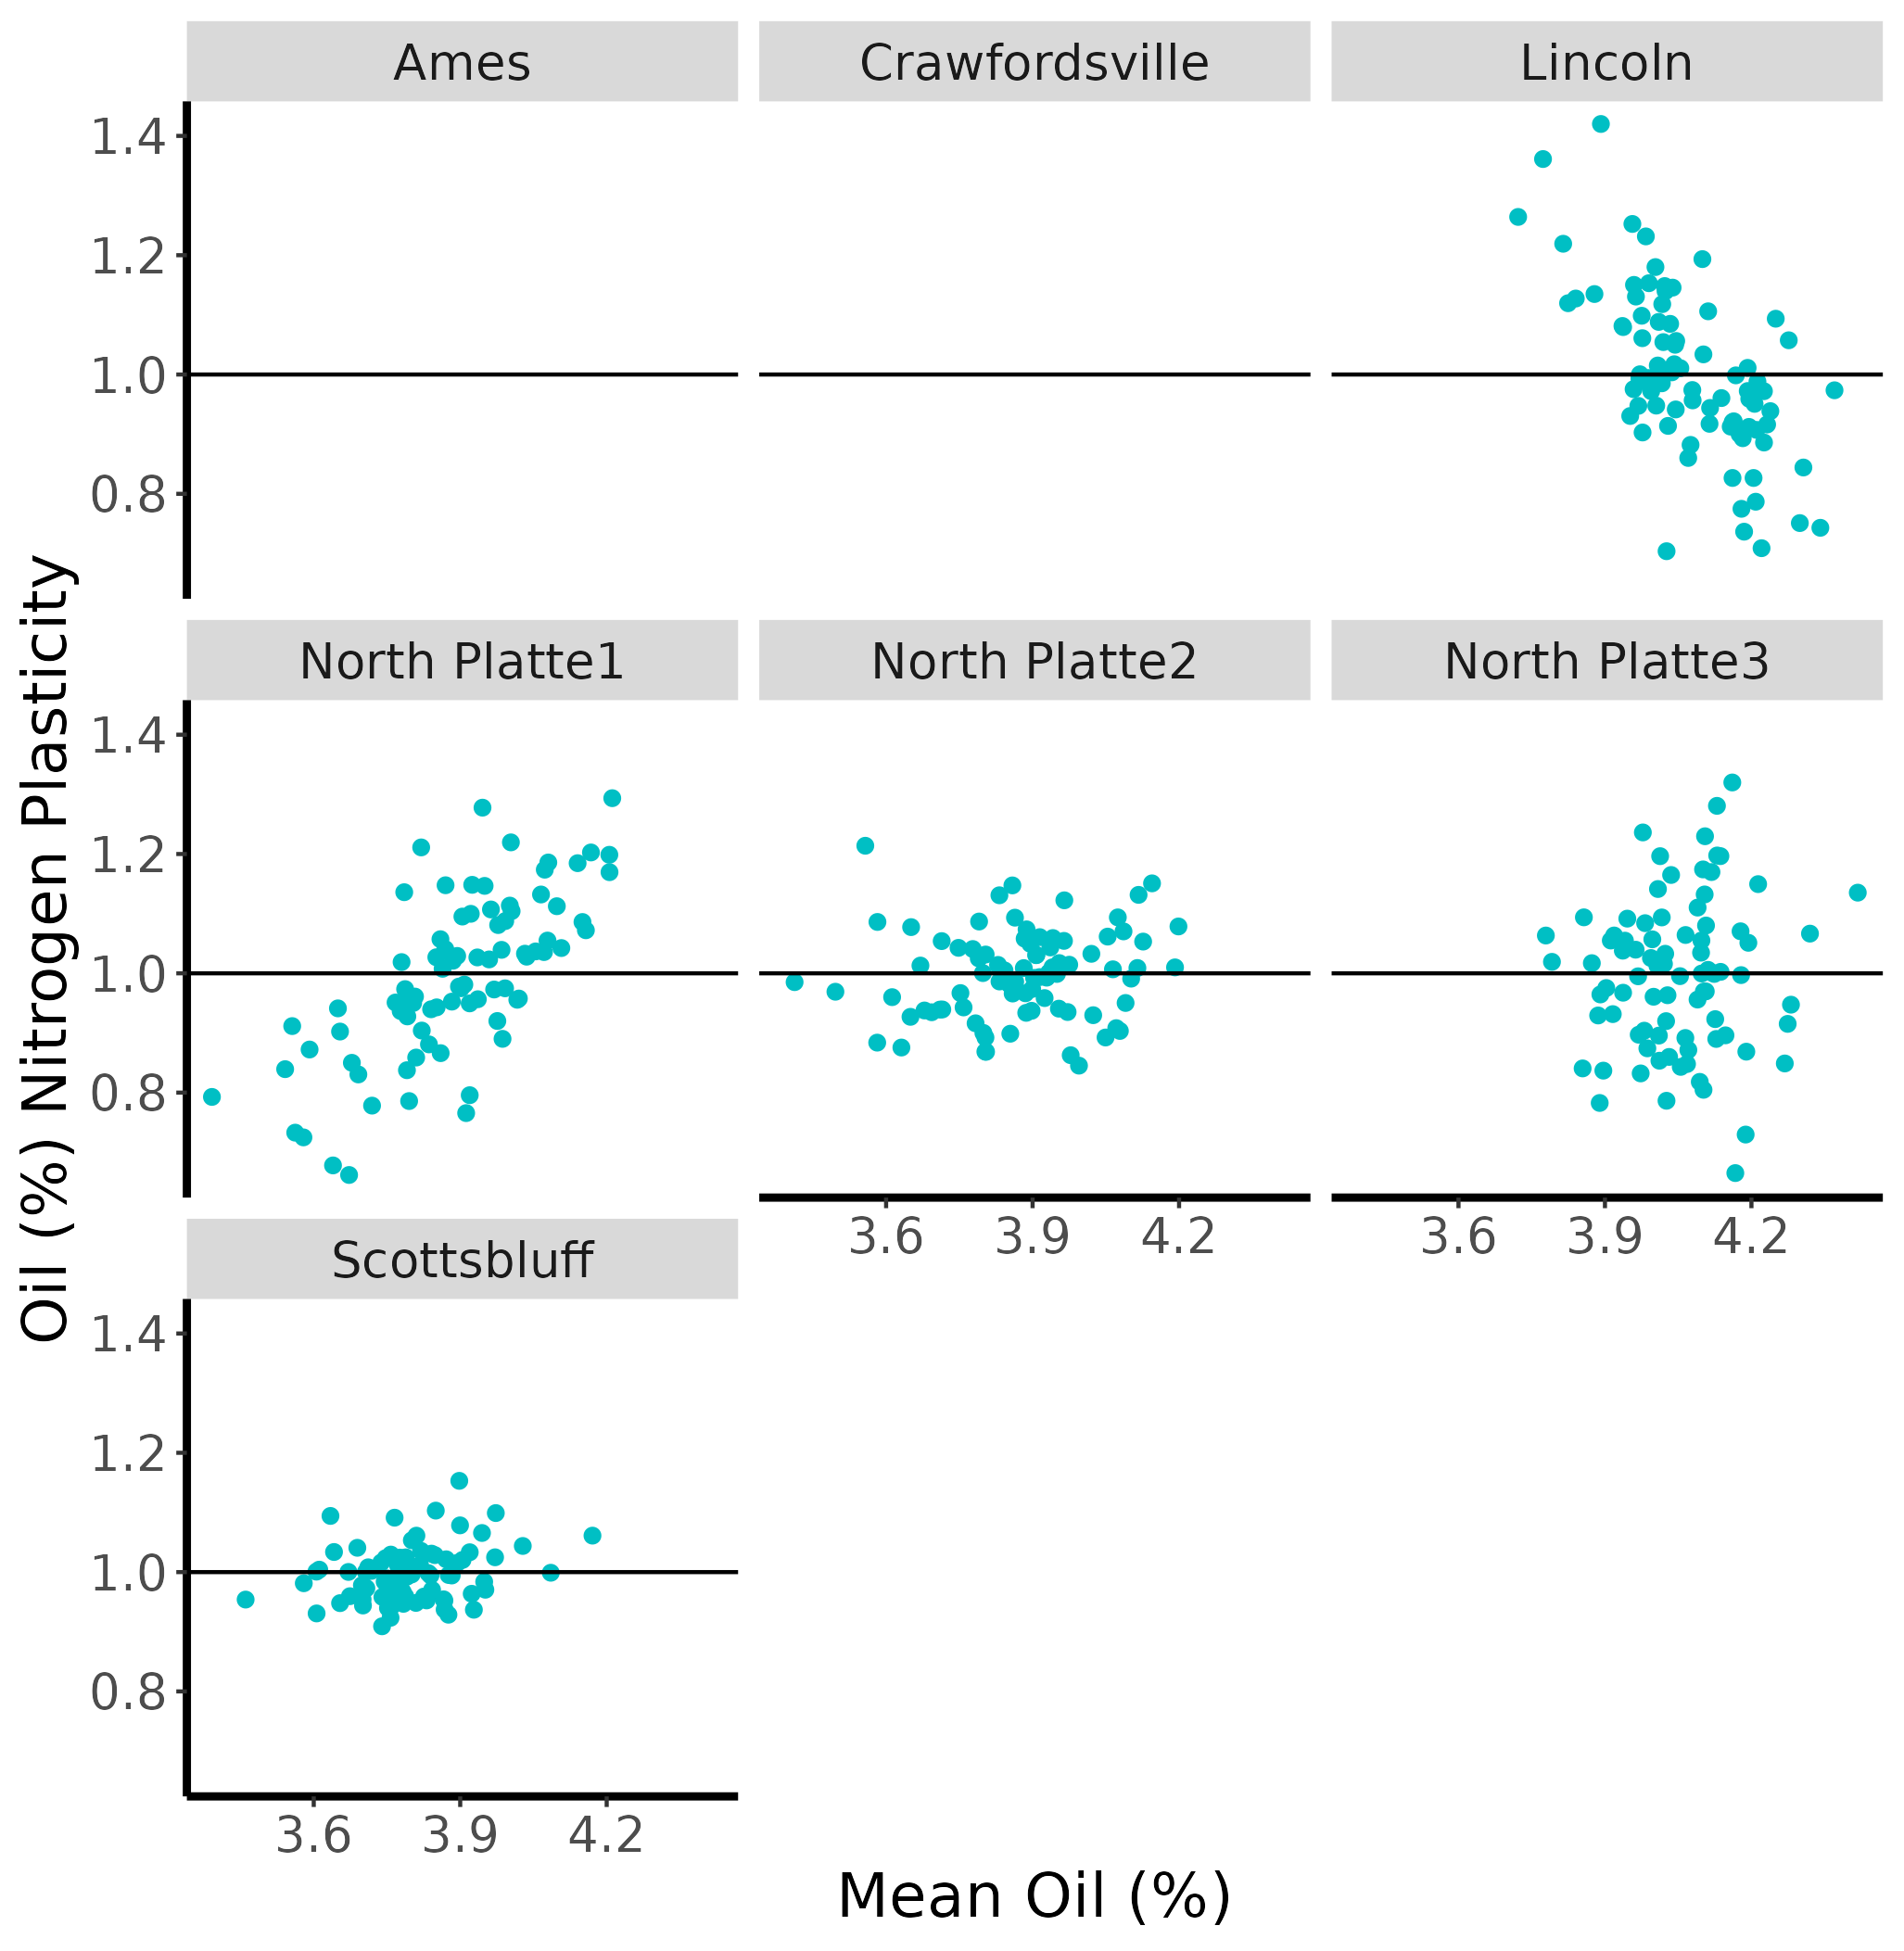 Ames
Crawfordsville
Lincoln
1.4
1.2
1.0
0.8
North Platte1
North Platte2
North Platte3
1.4
1.2
1.0
0.8
3.6 3.9 4.2
3.6 3.9 4.2
Scottsbluff
1.4
1.2
1.0
0.8
3.6 3.9 4.2
Mean Oil (%)
Oil (%) Nitrogen Plasticity